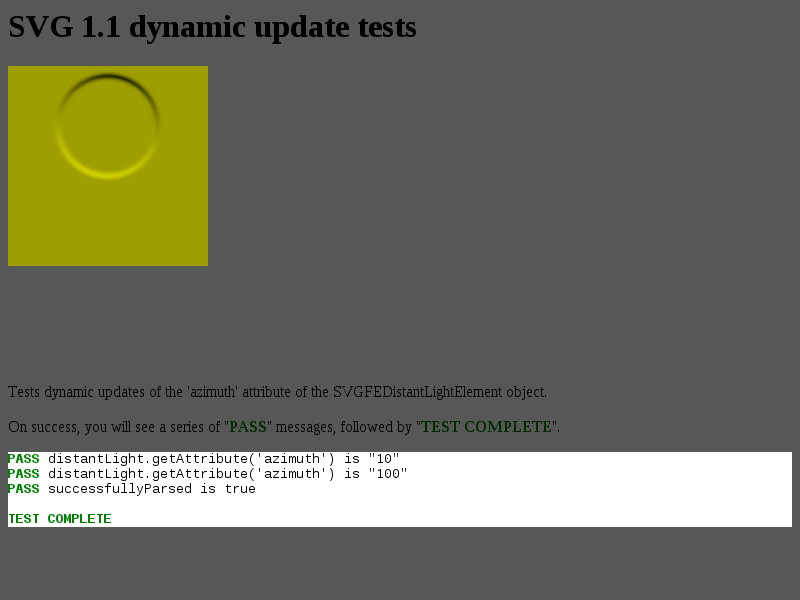 SVG 1.1 dynamic update tests
Tests dynamic updates of the 'azimuth' attribute of the SVGFEDistantLightElement object.
On success, you will see a series of "PASS" messages, followed by "TEST COMPLETE".
PASS distantLight.getAttribute('azimuth') is "10"
PASS distantLight.getAttribute('azimuth') is "100"
PASS successfullyParsed is true
TEST COMPLETE